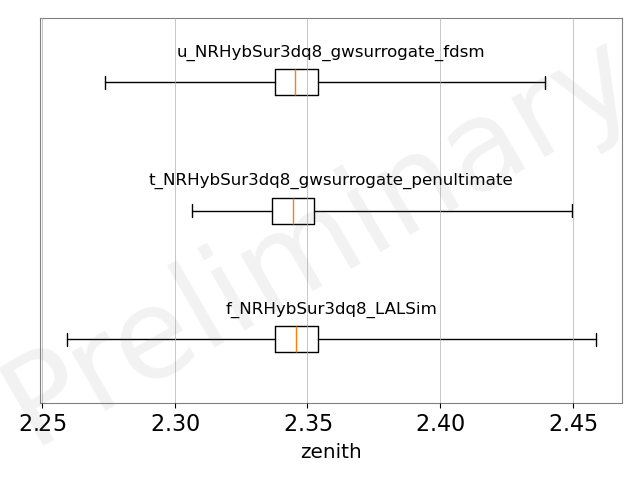 u_NRHybSur3dq8_gwsurrogate_fdsm
t_NRHybSur3dq8_gwsurrogate_penultimate
f_NRHybSur3dq8_LALSim
Preliminary
2.25 2.30 2.35 2.40 2.45
zenith